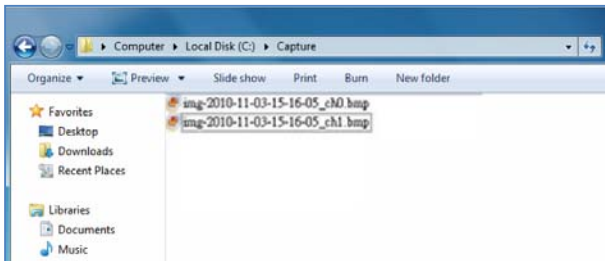 Computer ▸ Local Disk (C:) ▸ Capture
Organize ▾ Preview ▾ Slide show Print Burn New folder
Favorites
Desktop
Downloads
Recent Places
Libraries
Documents
Music
img-2010-11-03-15-16-05_ch0.bmp
img-2010-11-03-15-16-05_ch1.bmp